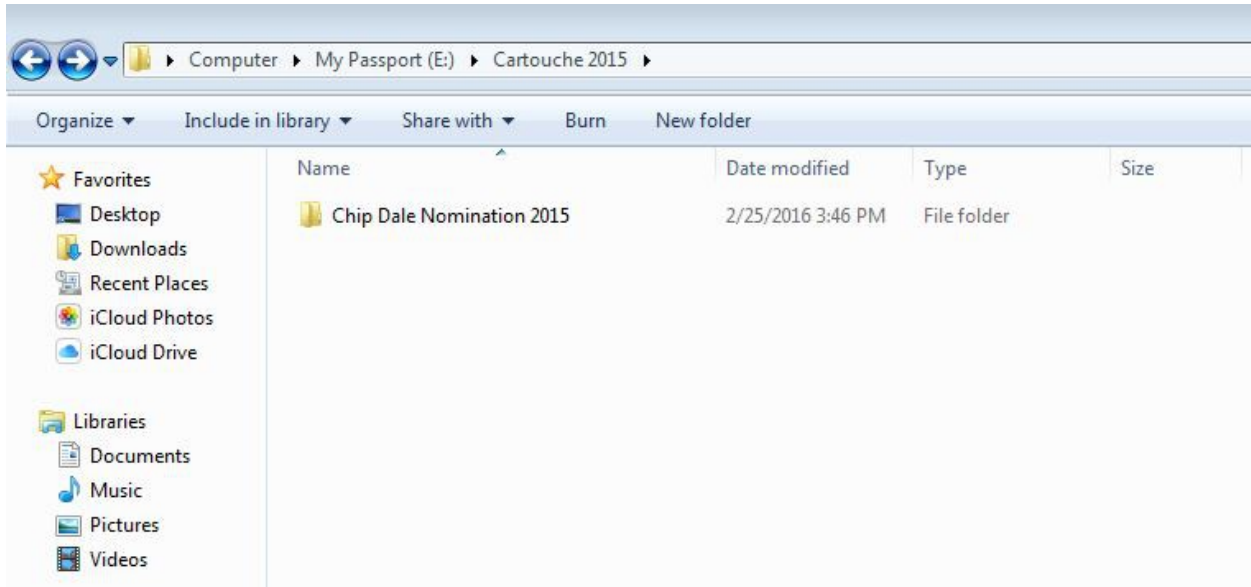 Computer My Passport (E:) Cartouche 2015
Organize Include in library Share with Burn New folder
Favorites
Desktop
Downloads
Recent Places
iCloud Photos
iCloud Drive
Libraries
Documents
Music
Pictures
Videos
Name Date modified Type Size
Chip Dale Nomination 2015 2/25/2016 3:46 PM File folder